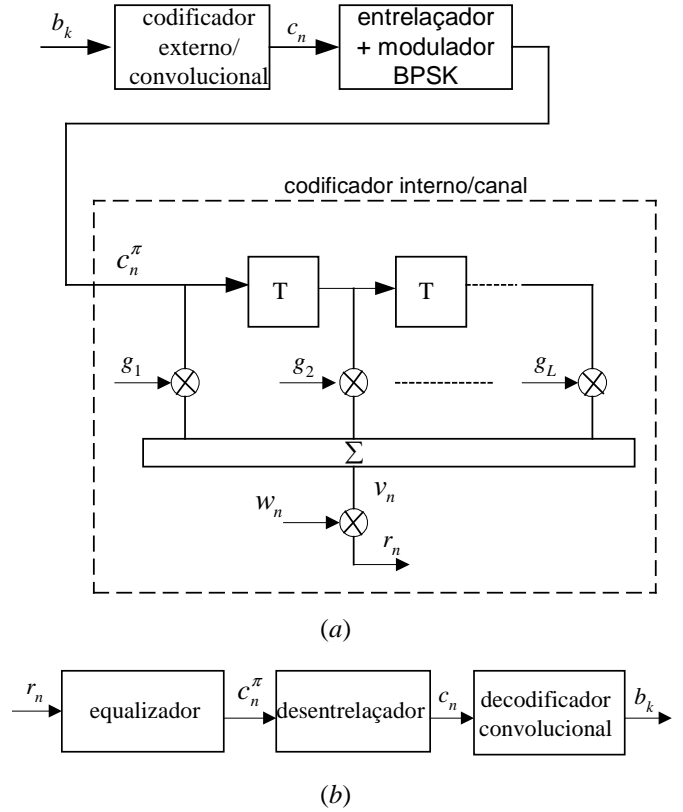 b_k
codificador
externo/
convolucional
c_n
entrelaçador
+ modulador
BPSK
codificador interno/canal
c_n^π
T
T
g_1
g_2
g_L
Σ
w_n
v_n
r_n
(a)
r_n
equalizador
c_n^π
desentrelaçador
c_n
decodificador
convolucional
b_k
(b)